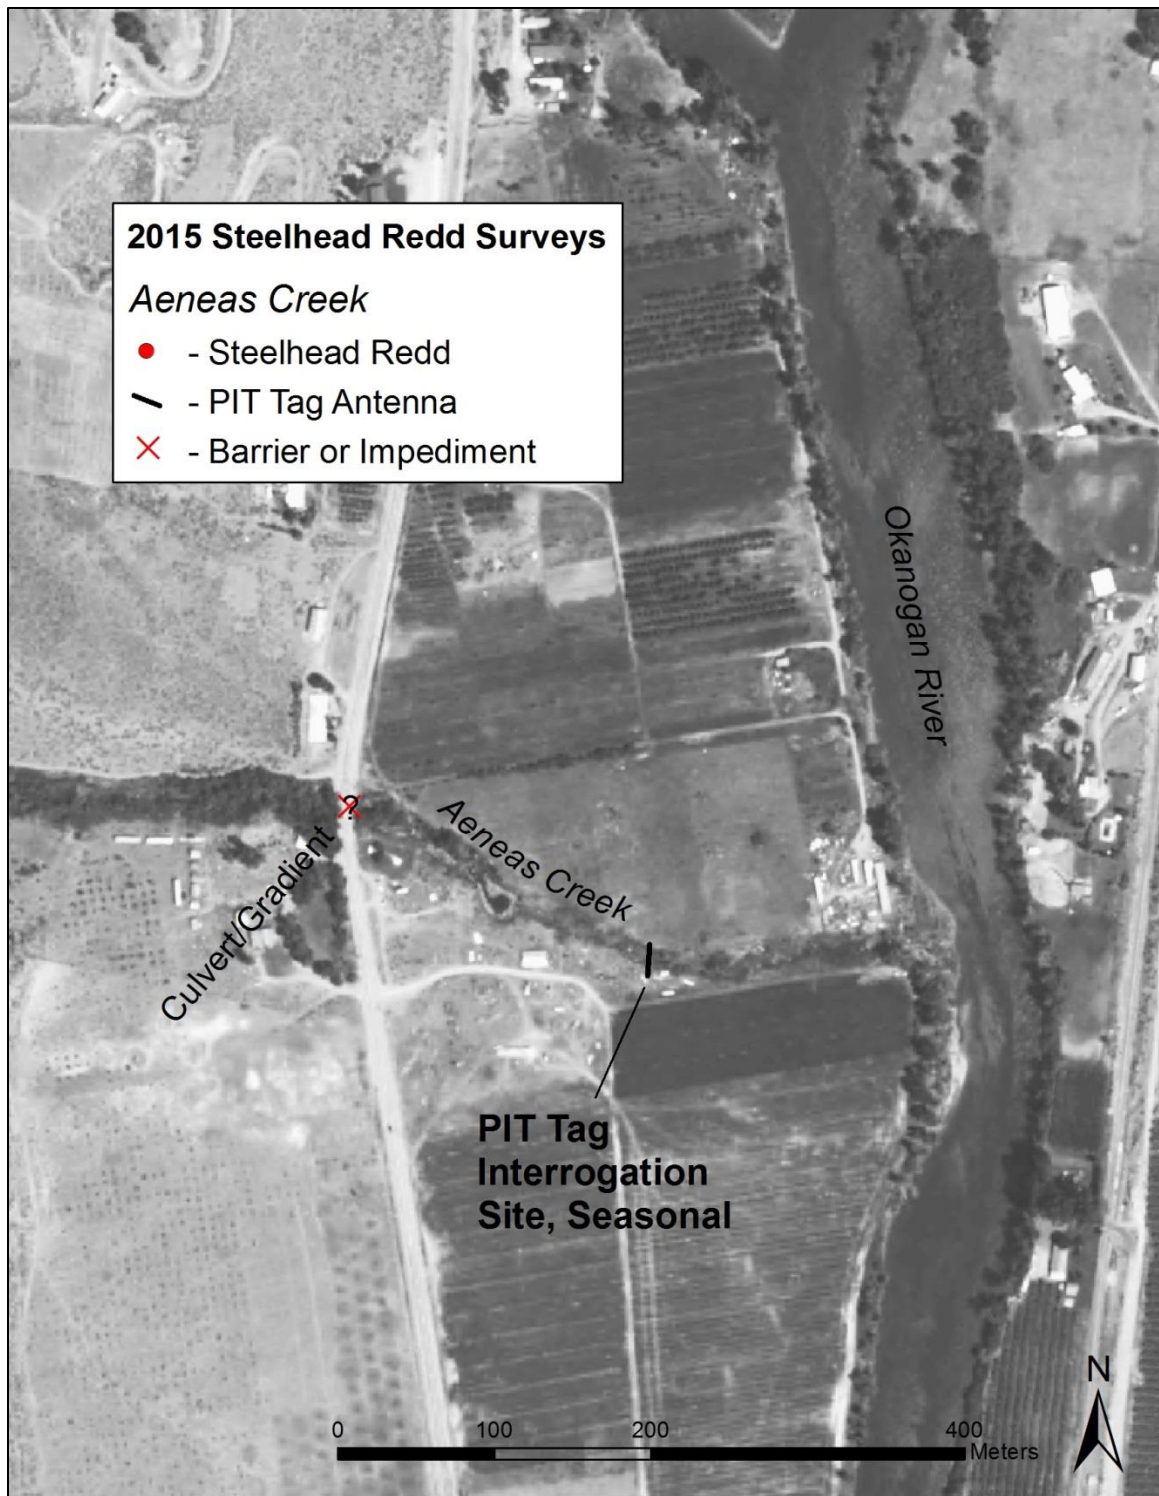 2015 Steelhead Redd Surveys
Aeneas Creek
- Steelhead Redd
- PIT Tag Antenna
- Barrier or Impediment
Okanogan River
?
Aeneas Creek
Culvert/Gradient
PIT Tag
Interrogation
Site, Seasonal
N
0 100 200 400
Meters